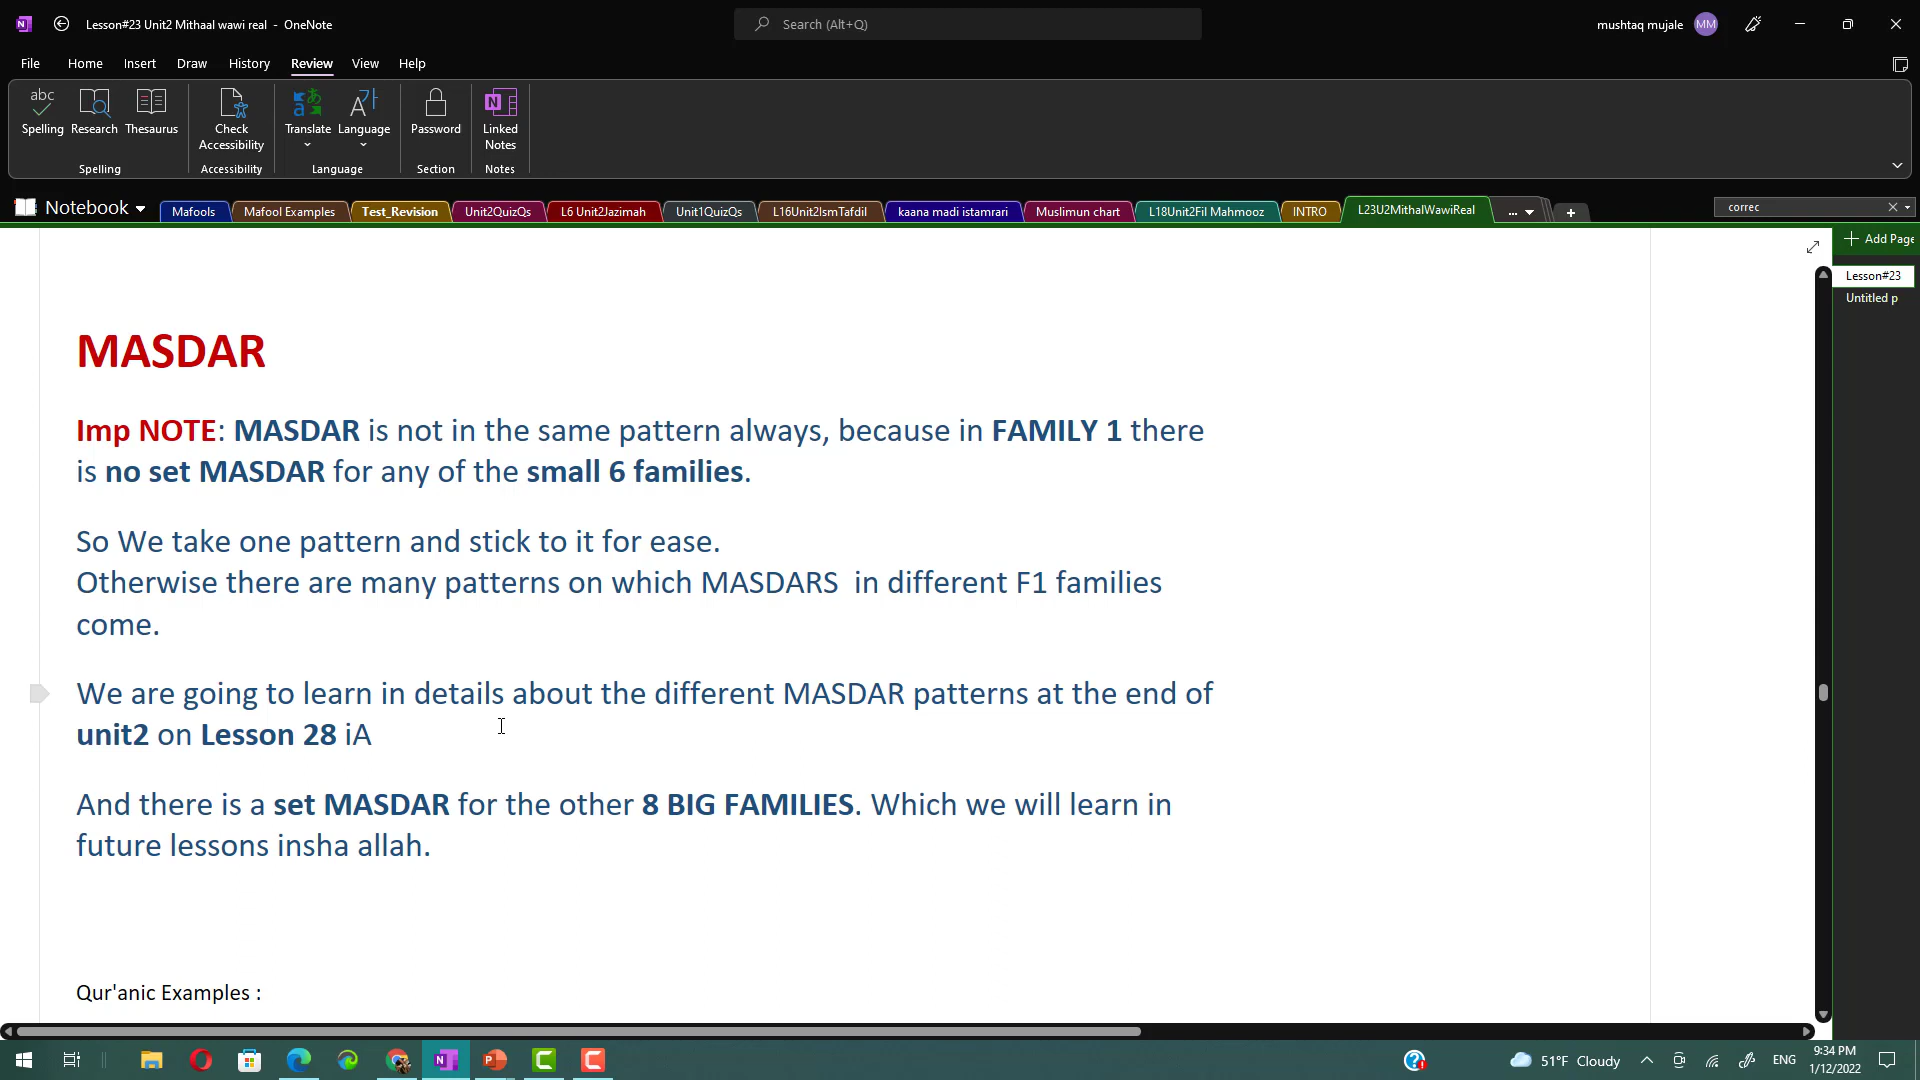 Lesson#23 Unit2 Mithaal wawi real - OneNote
Search (Alt+Q)
mushtaq mujale MM
File Home Insert Draw History Review View Help
abc
Spelling Research Thesaurus Check Accessibility Translate Language Password Linked Notes
Spelling Accessibility Language Section Notes
Notebook Mafools Mafool Examples Test_Revision Unit2QuizQs L6 Unit2Jazimah Unit1QuizQs L16Unit2IsmTafdil kaana madi istamrari Muslimun chart L18Unit2Fil Mahmooz INTRO L23U2MithalWawiReal ... correc
Add Page
Lesson#23
Untitled p
MASDAR
Imp NOTE: MASDAR is not in the same pattern always, because in FAMILY 1 there
is no set MASDAR for any of the small 6 families.
So We take one pattern and stick to it for ease.
Otherwise there are many patterns on which MASDARS in different F1 families
come.
We are going to learn in details about the different MASDAR patterns at the end of
unit2 on Lesson 28 iA
And there is a set MASDAR for the other 8 BIG FAMILIES. Which we will learn in
future lessons insha allah.
Qur'anic Examples :
51°F Cloudy ENG 9:34 PM
1/12/2022